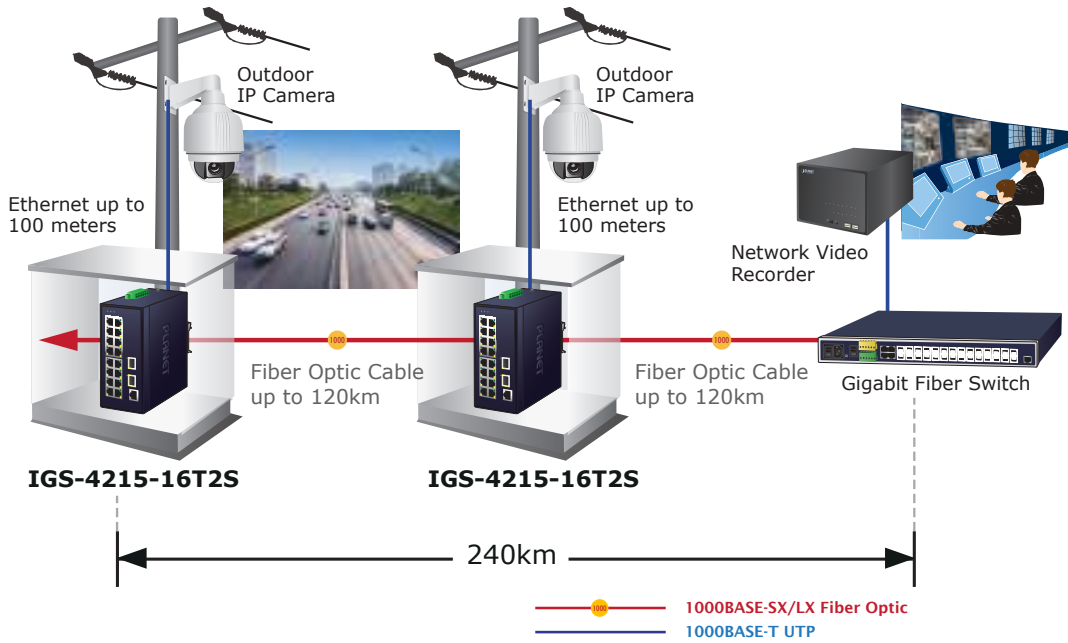 Outdoor
IP Camera
Outdoor
IP Camera
Ethernet up to
100 meters
Ethernet up to
100 meters
Network Video
Recorder
PLANET
PLANET
1000
1000
Fiber Optic Cable
up to 120km
Fiber Optic Cable
up to 120km
Gigabit Fiber Switch
IGS-4215-16T2S
IGS-4215-16T2S
240km
1000
1000BASE-SX/LX Fiber Optic
1000BASE-T UTP